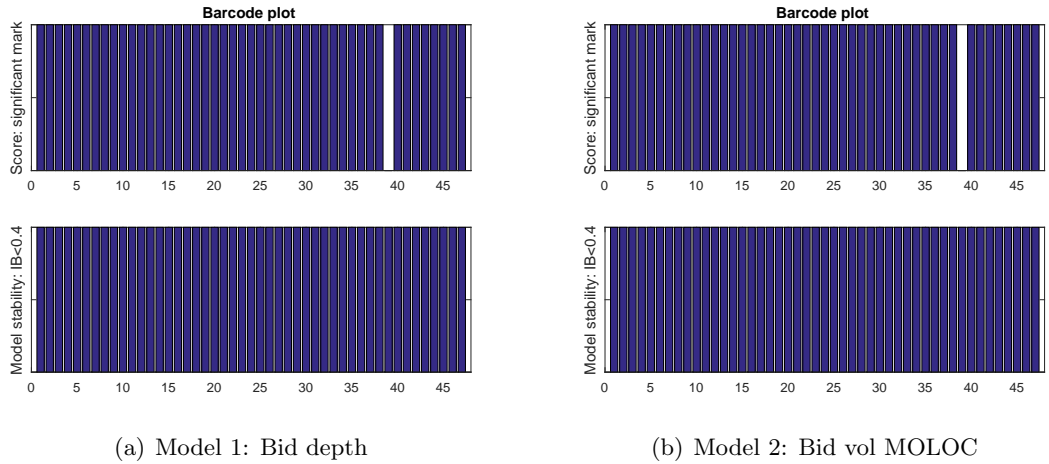 Barcode plot
Score: significant mark
0 5 10 15 20 25 30 35 40 45
Model stability: IB<0.4
0 5 10 15 20 25 30 35 40 45
(a) Model 1: Bid depth
Barcode plot
Score: significant mark
0 5 10 15 20 25 30 35 40 45
Model stability: IB<0.4
0 5 10 15 20 25 30 35 40 45
(b) Model 2: Bid vol MOLOC